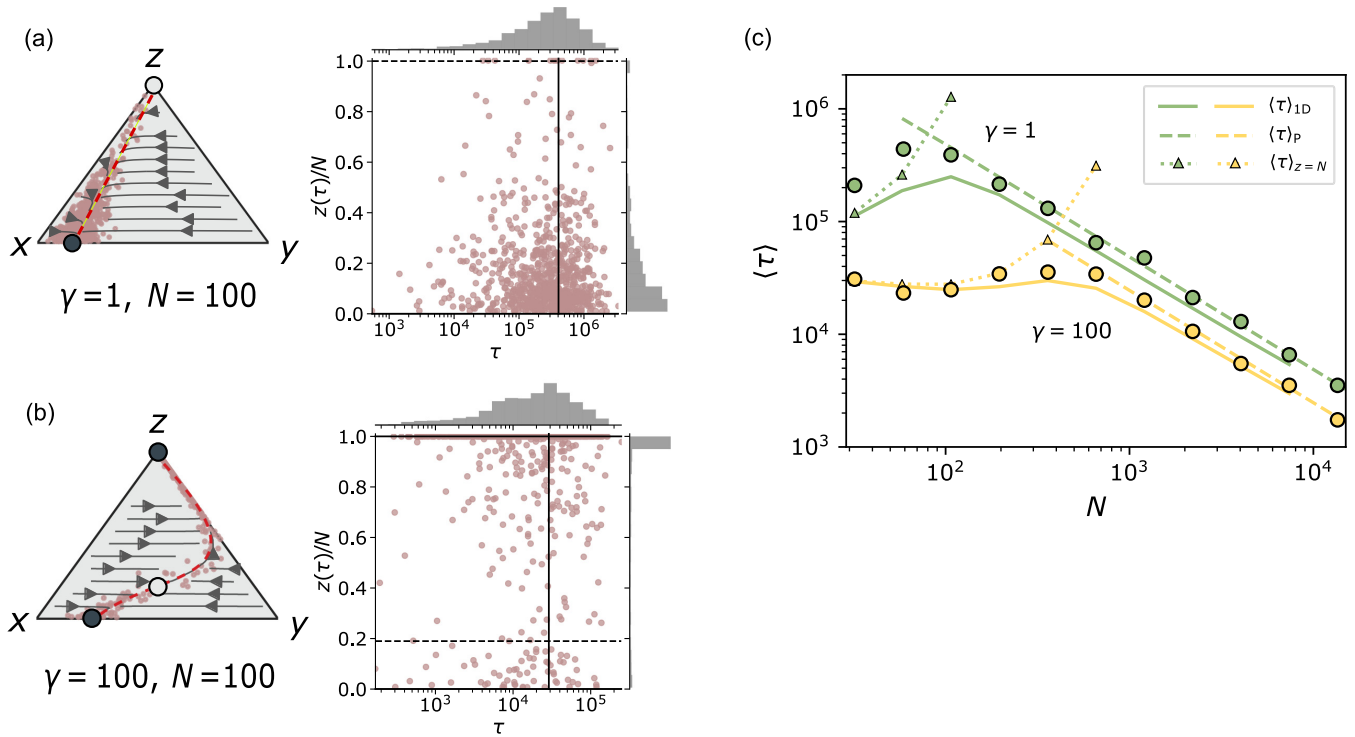 (a)
z
x
y
γ = 1, N = 100
z(τ)/N
1.0
0.8
0.6
0.4
0.2
0.0
10³ 10⁴ 10⁵ 10⁶
τ
(b)
z
x
y
γ = 100, N = 100
z(τ)/N
1.0
0.8
0.6
0.4
0.2
0.0
10³ 10⁴ 10⁵
τ
(c)
⟨τ⟩
10⁶
10⁵
10⁴
10³
γ = 1
γ = 100
⟨τ⟩₁D
⟨τ⟩P
⟨τ⟩z = N
10² 10³ 10⁴
N